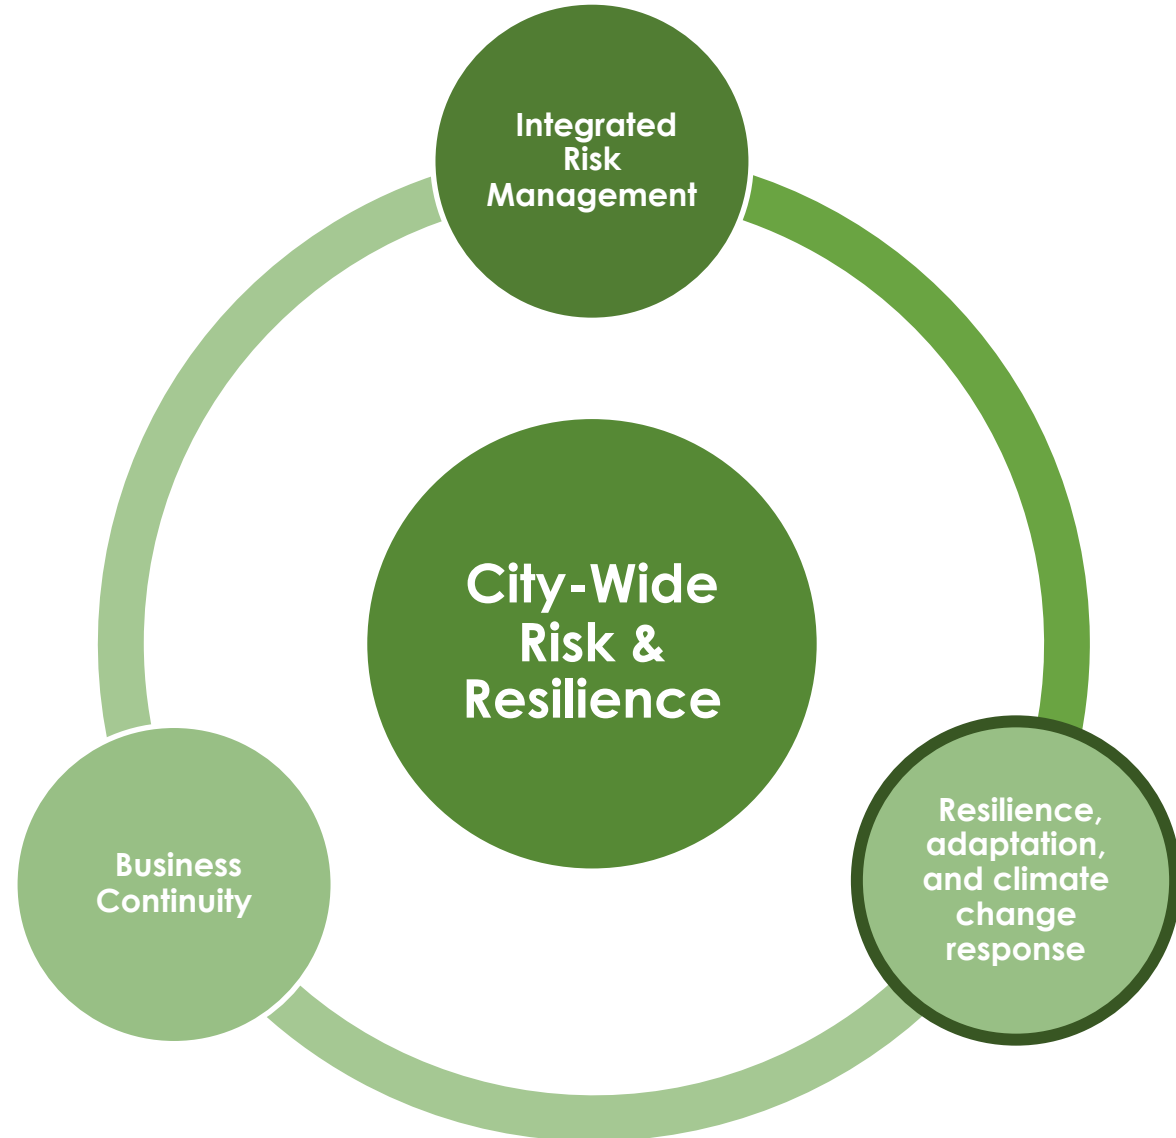 Integrated
Risk
Management
City-Wide
Risk &
Resilience
Business
Continuity
Resilience,
adaptation,
and climate
change
response